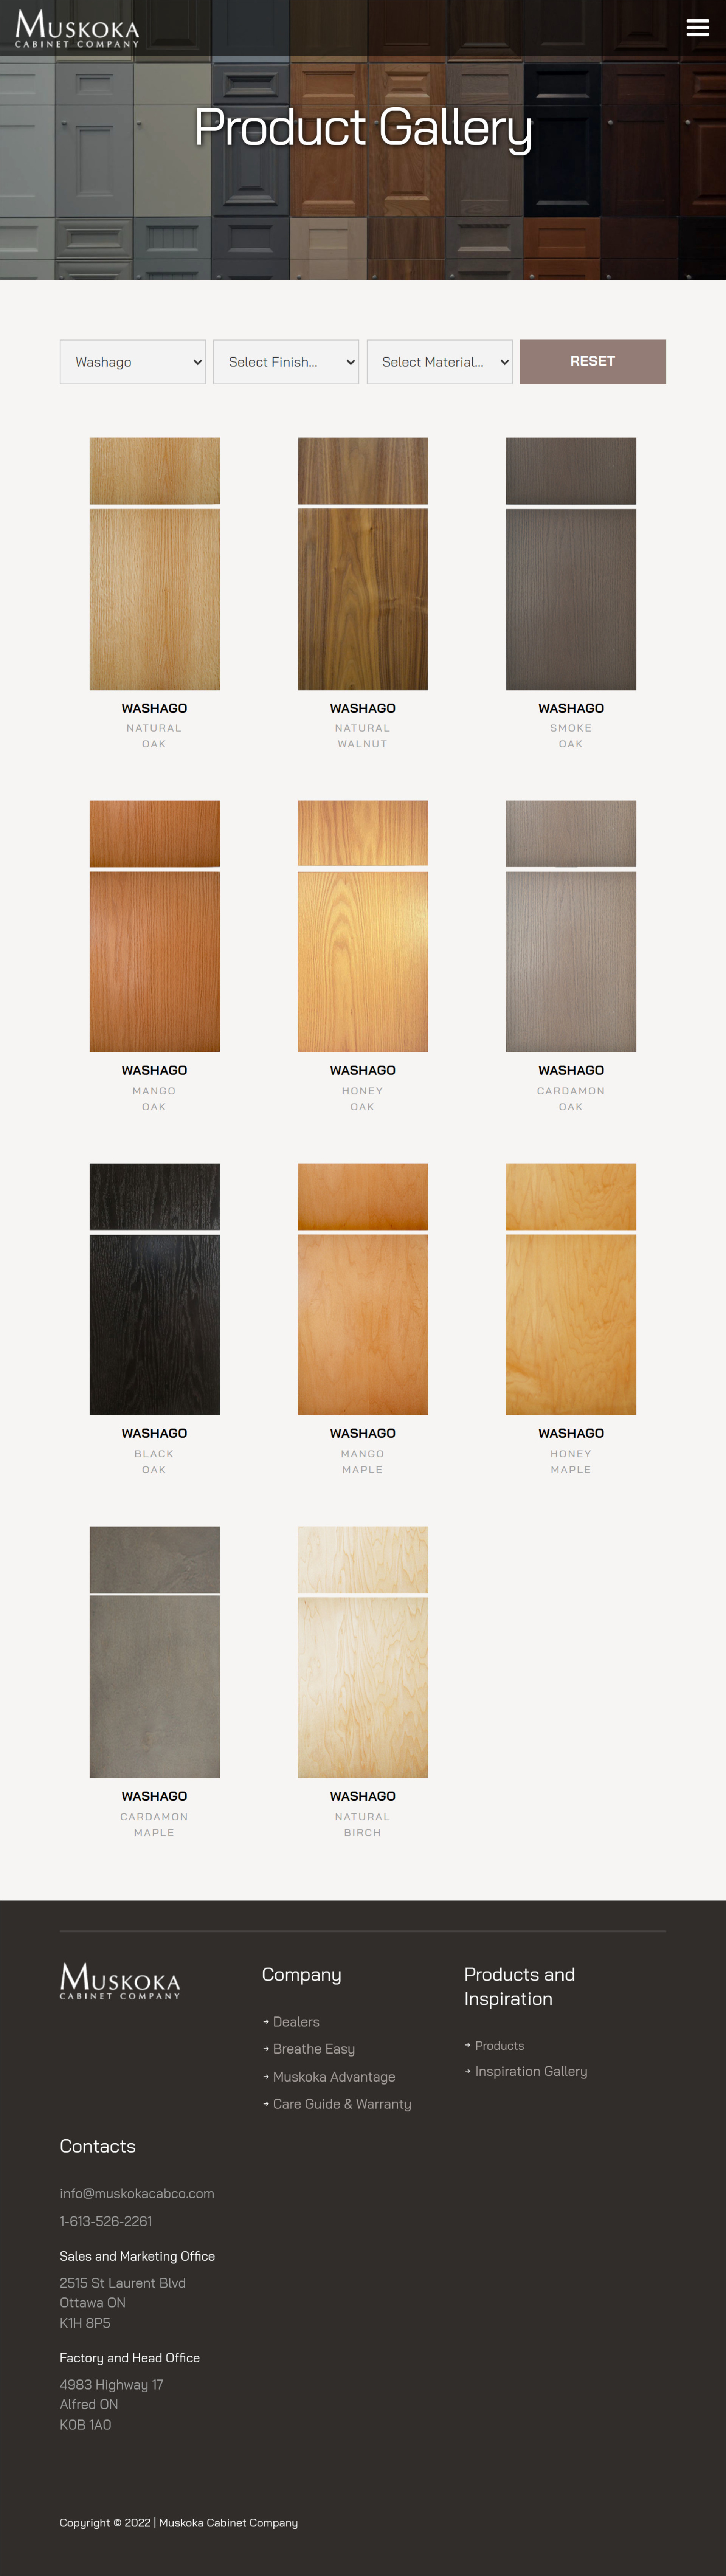 MUSKOKA
CABINET COMPANY
Product Gallery
Washago
Select Finish...
Select Material...
RESET
WASHAGO
NATURAL
OAK
WASHAGO
NATURAL
WALNUT
WASHAGO
SMOKE
OAK
WASHAGO
MANGO
OAK
WASHAGO
HONEY
OAK
WASHAGO
CARDAMON
OAK
WASHAGO
BLACK
OAK
WASHAGO
MANGO
MAPLE
WASHAGO
HONEY
MAPLE
WASHAGO
CARDAMON
MAPLE
WASHAGO
NATURAL
BIRCH
MUSKOKA
CABINET COMPANY
Company
Dealers
Breathe Easy
Muskoka Advantage
Care Guide & Warranty
Products and
Inspiration
Products
Inspiration Gallery
Contacts
info@muskokacabco.com
1-613-526-2261
Sales and Marketing Office
2515 St Laurent Blvd
Ottawa ON
K1H 8P5
Factory and Head Office
4983 Highway 17
Alfred ON
K0B 1A0
Copyright © 2022 | Muskoka Cabinet Company